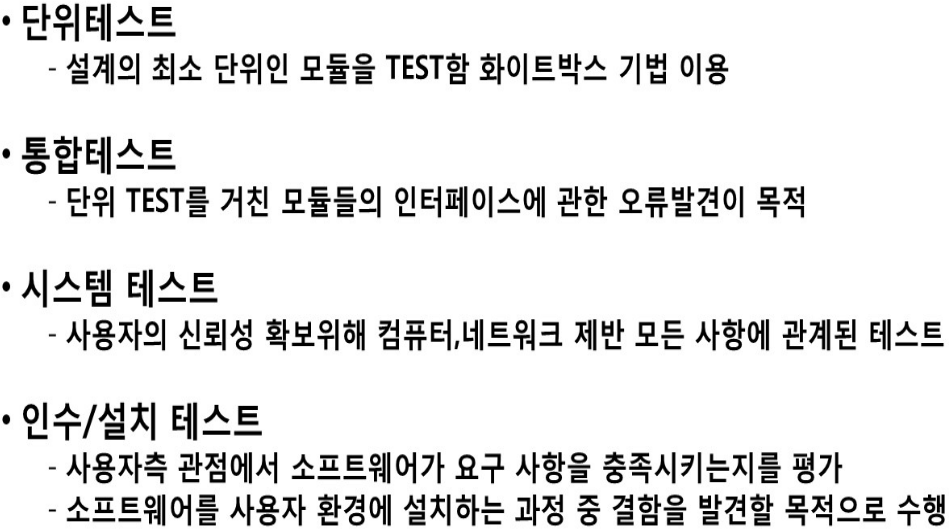 • 단위테스트
- 설계의 최소 단위인 모듈을 TEST함 화이트박스 기법 이용
• 통합테스트
- 단위 TEST를 거친 모듈들의 인터페이스에 관한 오류발견이 목적
• 시스템 테스트
- 사용자의 신뢰성 확보위해 컴퓨터,네트워크 제반 모든 사항에 관계된 테스트
• 인수/설치 테스트
- 사용자측 관점에서 소프트웨어가 요구 사항을 충족시키는지를 평가
- 소프트웨어를 사용자 환경에 설치하는 과정 중 결함을 발견할 목적으로 수행